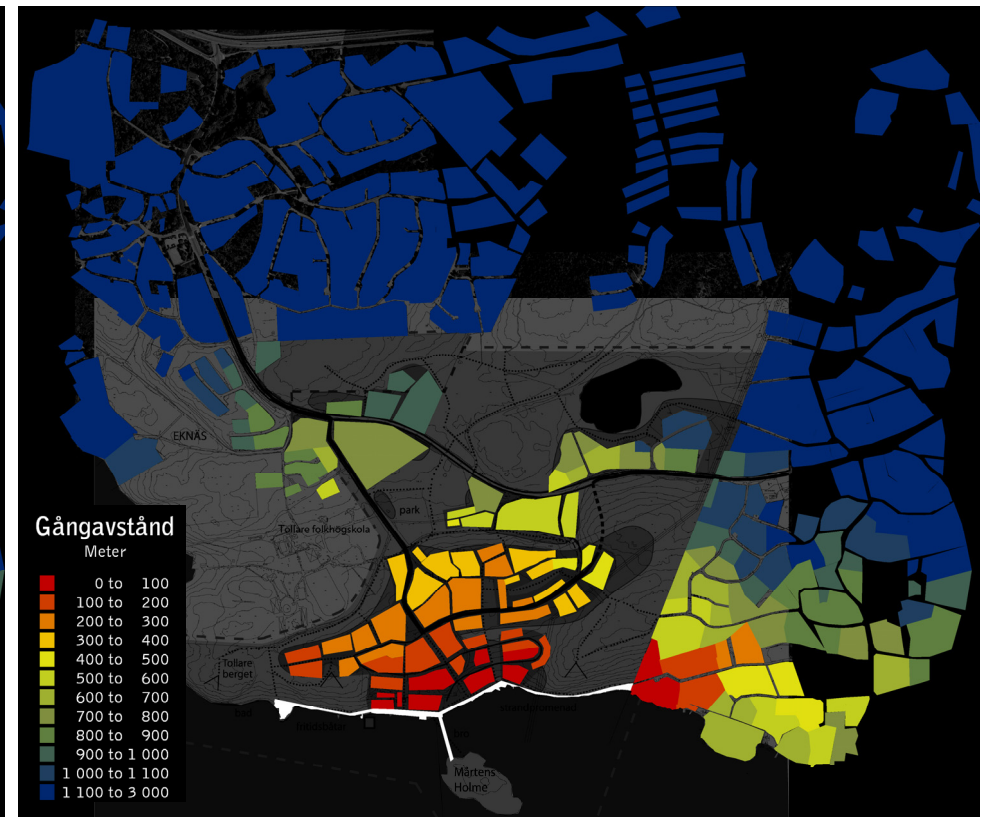 EKNÄS
park
Tollare folkhögskola
Gångavstånd
Meter
0 to 100
100 to 200
200 to 300
300 to 400
400 to 500
500 to 600
600 to 700
700 to 800
800 to 900
900 to 1 000
1 000 to 1 100
1 100 to 3 000
Tollare
berget
bad
strandpromenad
bro
Mårtens
Holme